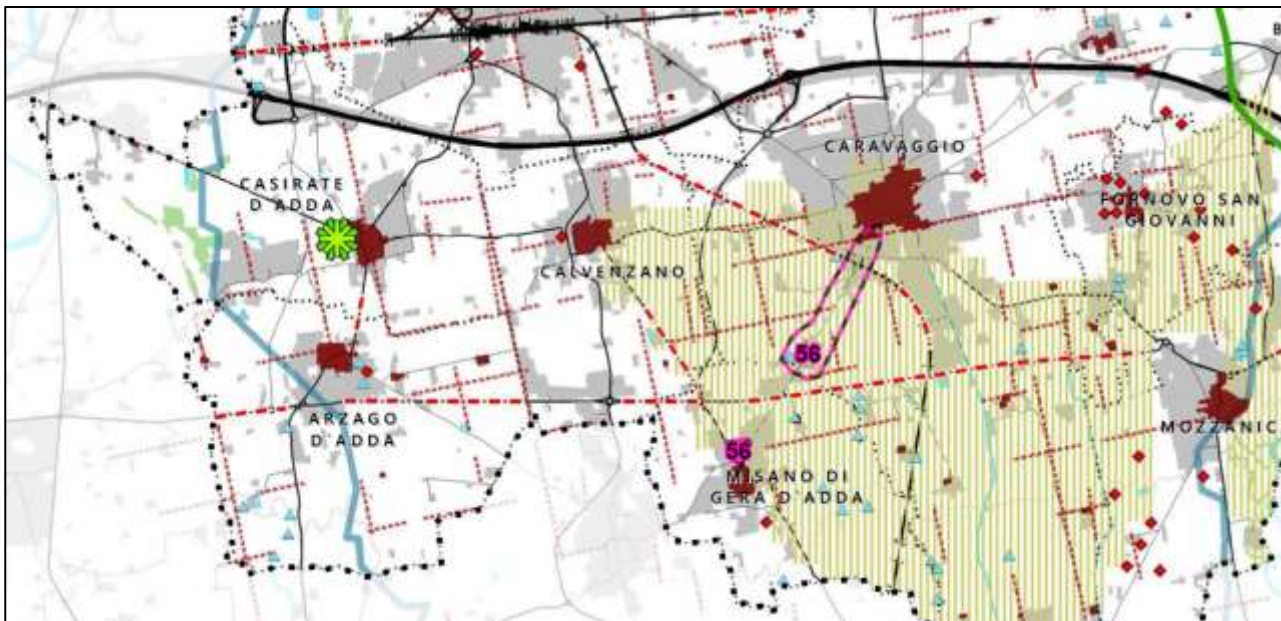 B
CARAVAGGIO
CASIRATE
D'ADDA
FORNOVO SAN
GIOVANNI
CALVENZANO
56
ARZAGO
D'ADDA
MOZZANIC
56
MISANO DI
GERA D'ADDA